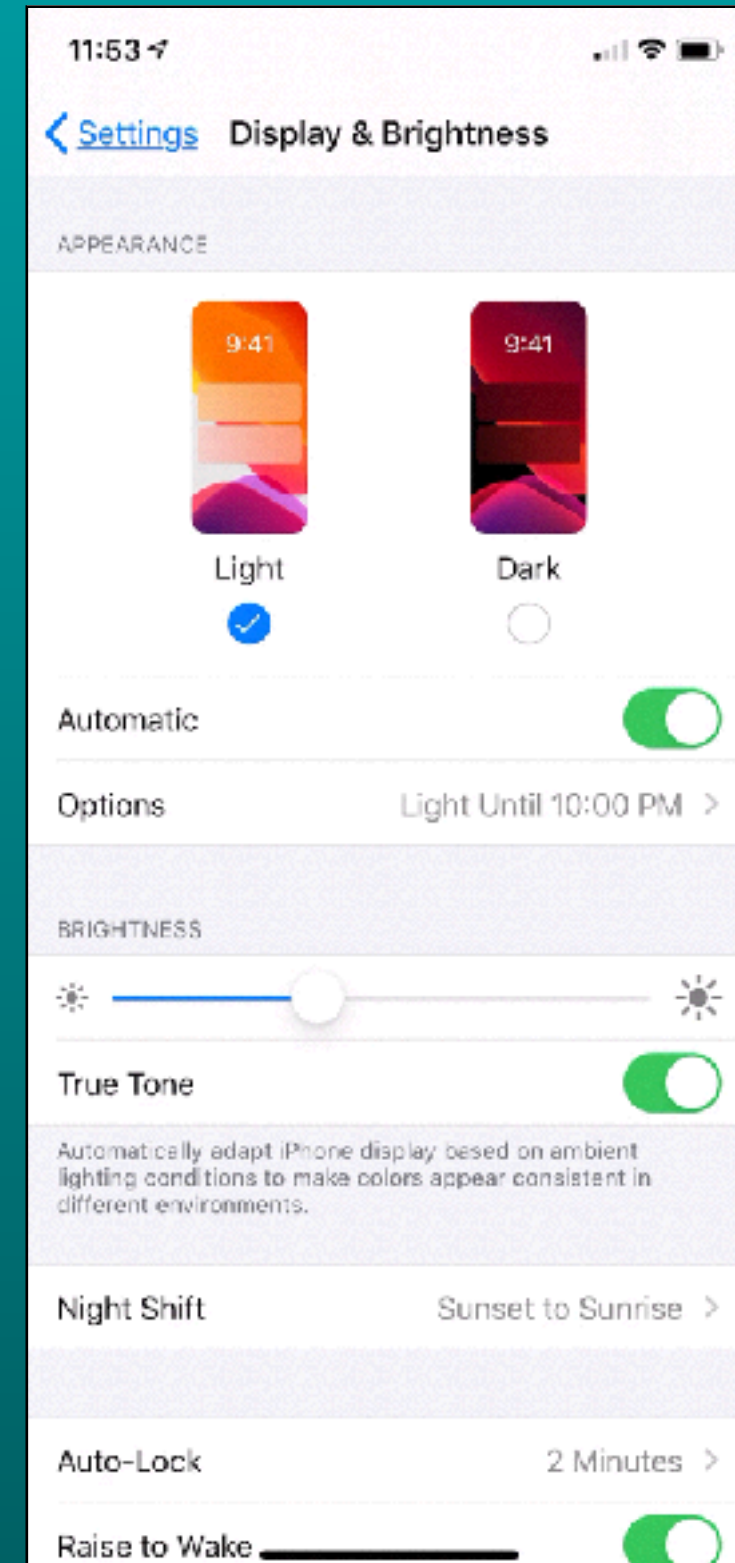 11:53
Settings Display & Brightness
APPEARANCE
9:41 9:41
Light Dark
Automatic
Options Light Until 10:00 PM
BRIGHTNESS
True Tone
Automatically adapt iPhone display based on ambient
lighting conditions to make colors appear consistent in
different environments.
Night Shift Sunset to Sunrise
Auto-Lock 2 Minutes
Raise to Wake